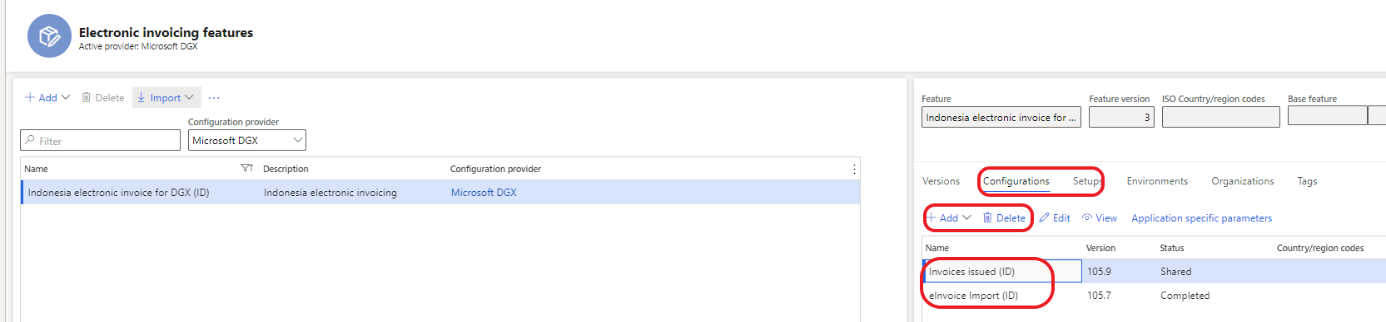 Electronic invoicing features
Active provider: Microsoft DGX
Add Delete Import ...
Configuration provider
Filter Microsoft DGX
Name Description Configuration provider
Indonesia electronic invoice for DGX (ID) Indonesia electronic invoicing Microsoft DGX
Feature Feature version ISO Country/region codes Base feature
Indonesia electronic invoice for ... 3
Versions Configurations Setups Environments Organizations Tags
Add Delete Edit View Application specific parameters
Name Version Status Country/region codes
Invoices issued (ID) 105.9 Shared
eInvoice Import (ID) 105.7 Completed